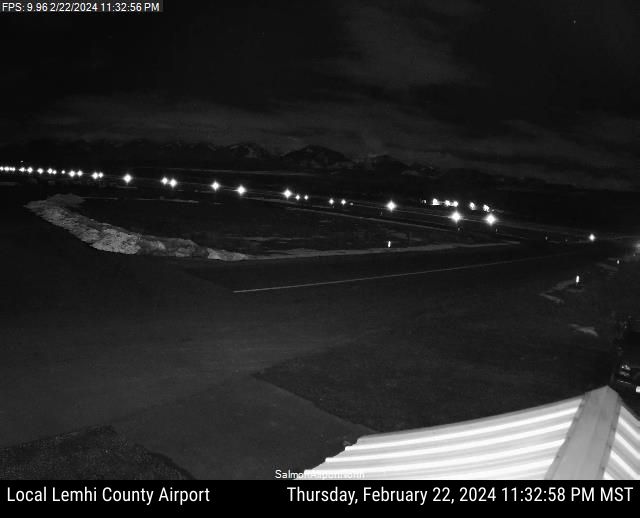 FPS: 9.96 2/22/2024 11:32:56 PM
Local Lemhi County Airport
Thursday, February 22, 2024 11:32:58 PM MST